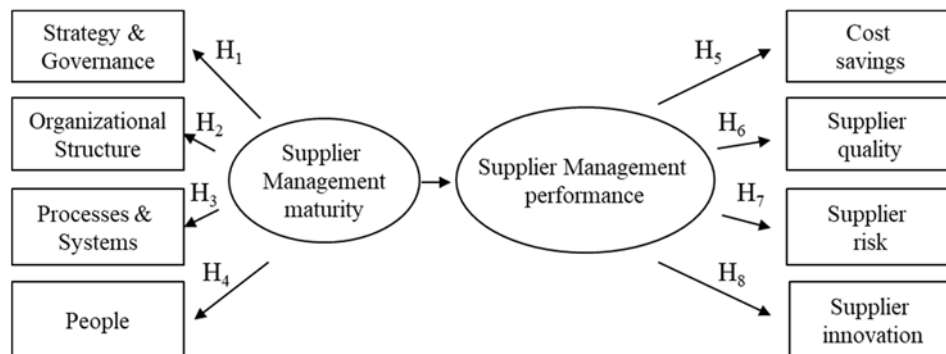 Strategy &
Governance
H₁
Organizational
Structure
H₂
Processes &
Systems
H₃
People
H₄
Supplier
Management
maturity
Supplier Management
performance
H₅
Cost
savings
H₆
Supplier
quality
H₇
Supplier
risk
H₈
Supplier
innovation